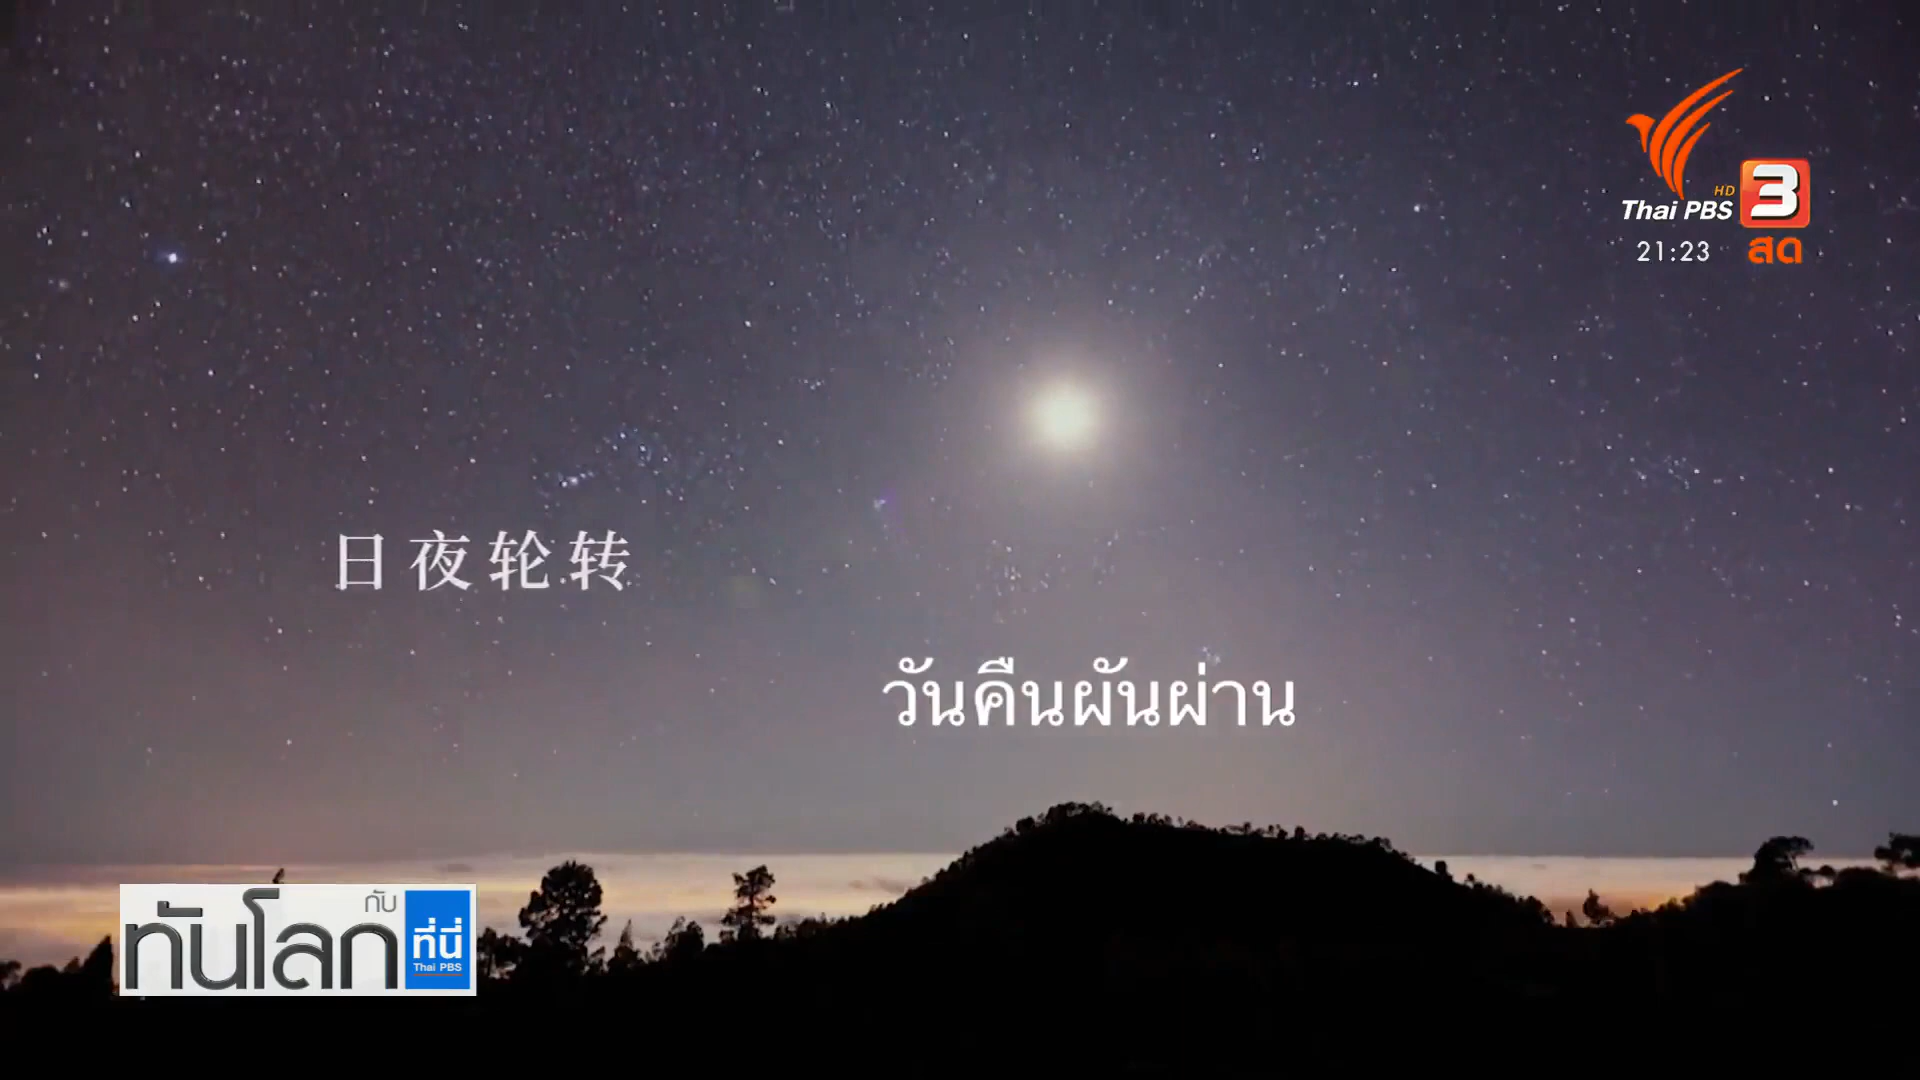 HD
Thai PBS
3
21:23
สด
日夜轮转
วันคืนผันผ่าน
ทันโลก
กับ
ที่นี่
Thai PBS